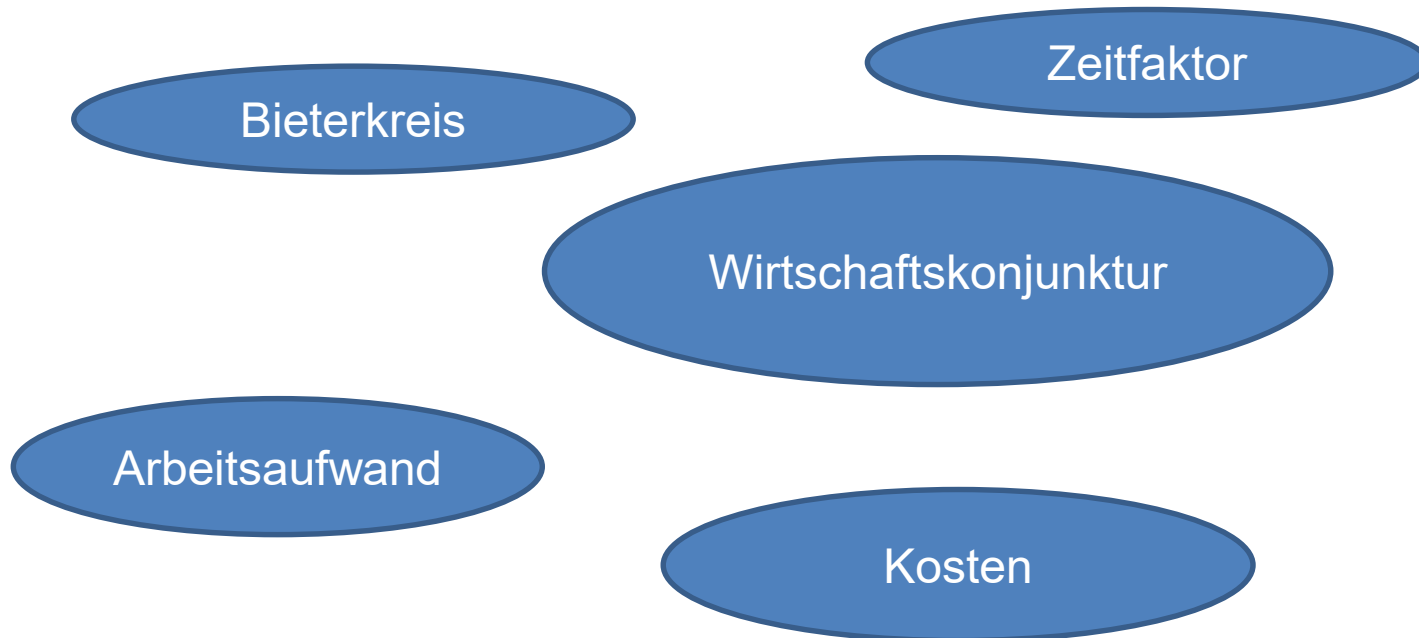 Zeitfaktor
Bieterkreis
Wirtschaftskonjunktur
Arbeitsaufwand
Kosten